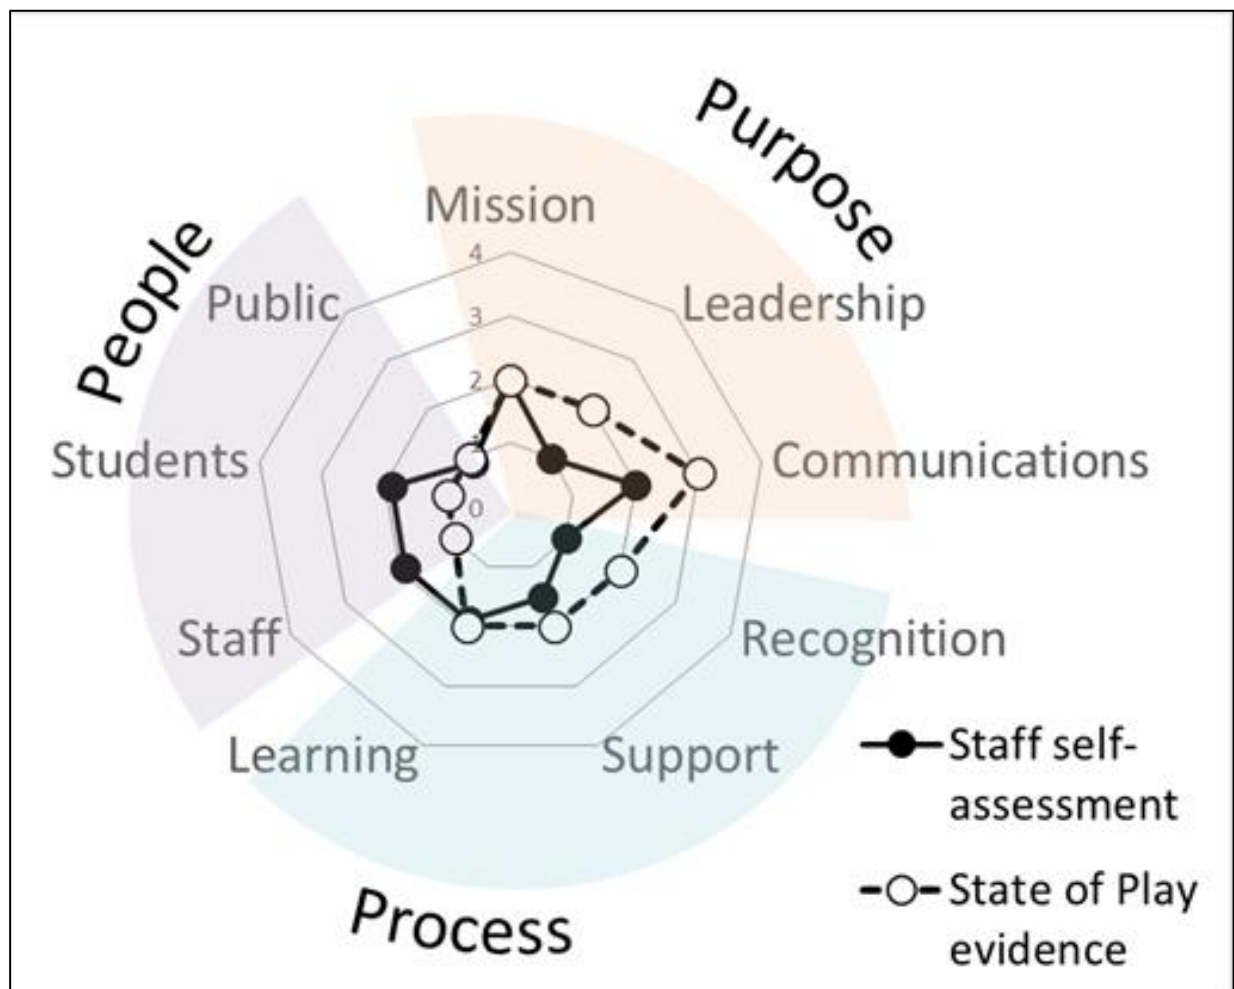 Purpose
People
Process
Mission
Leadership
Communications
Recognition
Support
Learning
Staff
Students
Public
4
3
2
1
0
Staff self-
assessment
State of Play
evidence